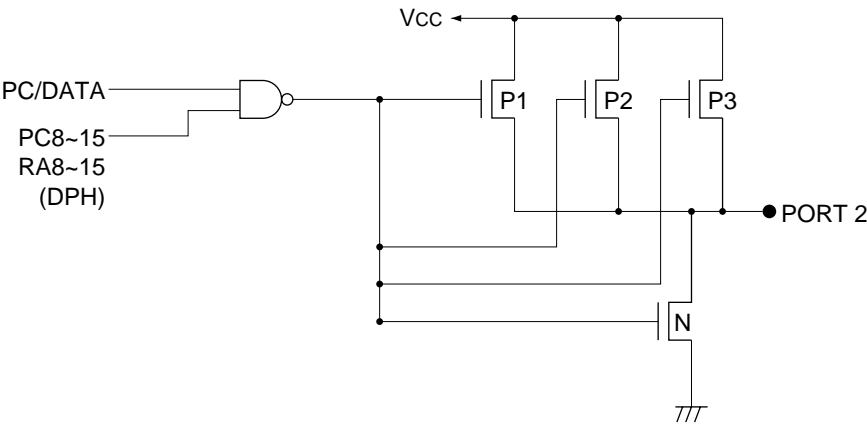 VCC
PC/DATA
P1
P2
P3
PC8~15
RA8~15
(DPH)
PORT 2
N